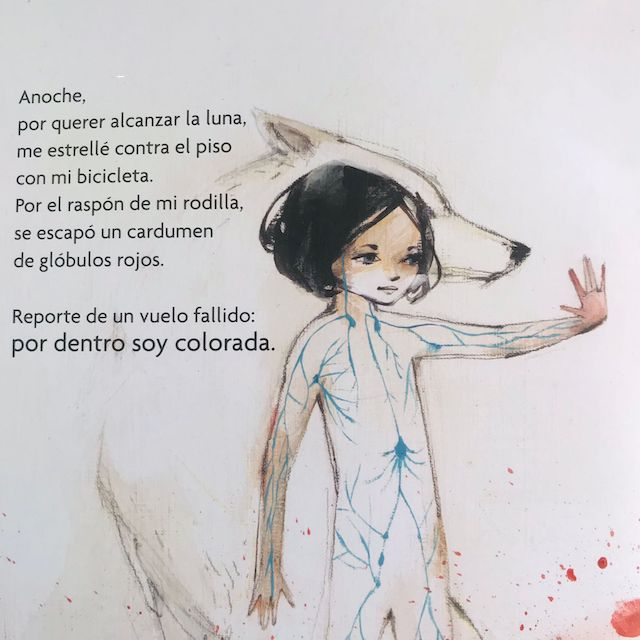 Anoche,
por querer alcanzar la luna,
me estrellé contra el piso
con mi bicicleta.
Por el raspón de mi rodilla,
se escapó un cardumen
de glóbulos rojos.
Reporte de un vuelo fallido:
por dentro soy colorada.